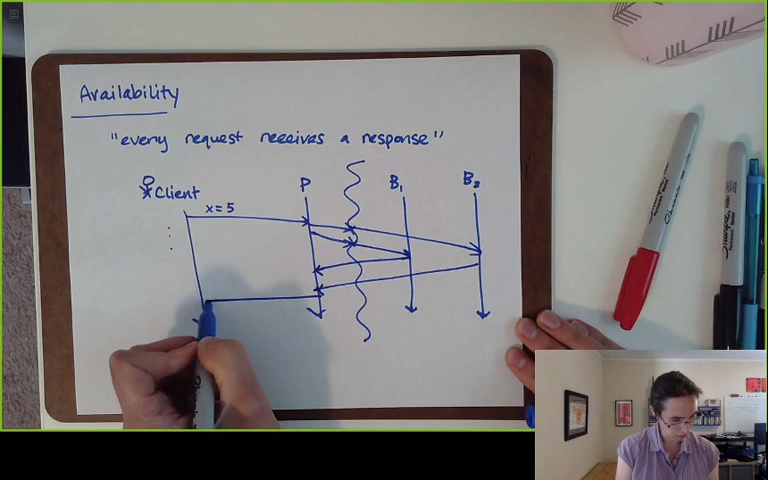 Availability
"every request receives a response"
Client
P
B₁
B₂
x=5